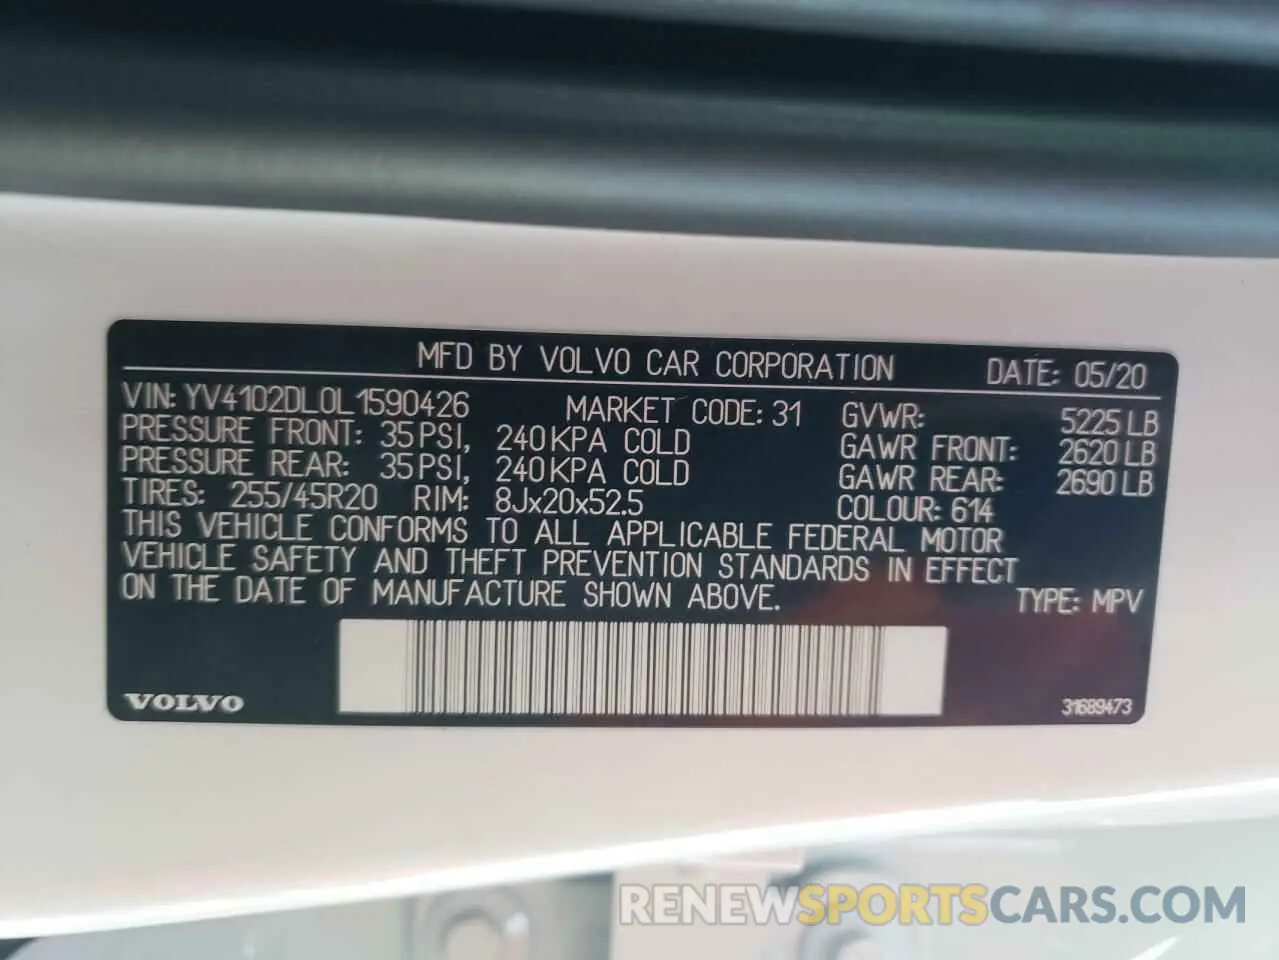 MFD BY VOLVO CAR CORPORATION DATE: 05/20
VIN: YV4102DL0L1590426 MARKET CODE: 31 GVWR: 5225 LB
PRESSURE FRONT: 35 PSI, 240 KPA COLD GAWR FRONT: 2620 LB
PRESSURE REAR: 35 PSI, 240 KPA COLD GAWR REAR: 2690 LB
TIRES: 255/45R20 RIM: 8Jx20x52.5 COLOUR: 614
THIS VEHICLE CONFORMS TO ALL APPLICABLE FEDERAL MOTOR
VEHICLE SAFETY AND THEFT PREVENTION STANDARDS IN EFFECT
ON THE DATE OF MANUFACTURE SHOWN ABOVE. TYPE: MPV
VOLVO 31689473
RENEWSPORTSCARS.COM